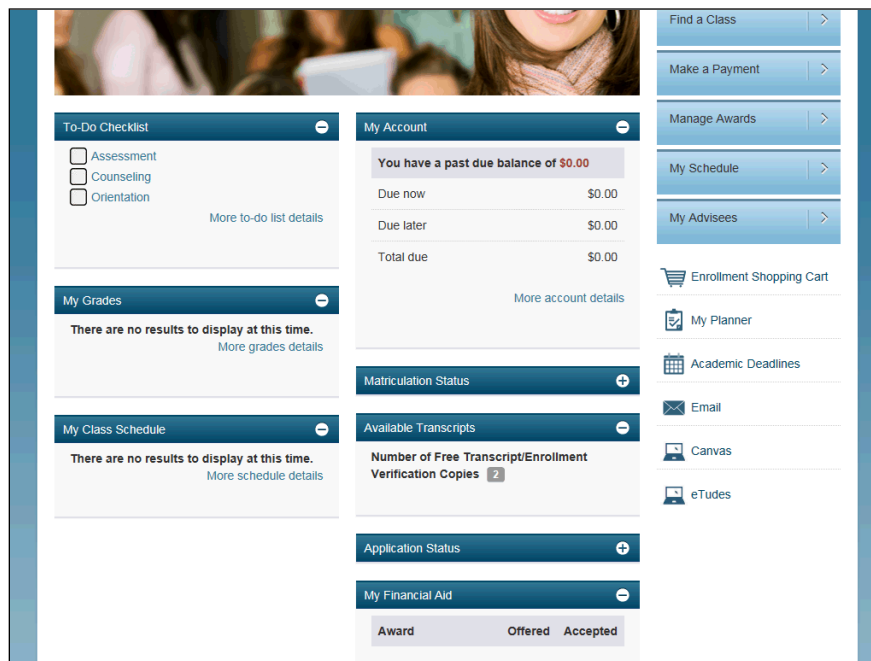 To-Do Checklist
Assessment
Counseling
Orientation
More to-do list details
My Grades
There are no results to display at this time.
More grades details
My Class Schedule
There are no results to display at this time.
More schedule details
My Account
You have a past due balance of $0.00
Due now $0.00
Due later $0.00
Total due $0.00
More account details
Matriculation Status
Available Transcripts
Number of Free Transcript/Enrollment
Verification Copies 2
Application Status
My Financial Aid
Award Offered Accepted
Find a Class
Make a Payment
Manage Awards
My Schedule
My Advisees
Enrollment Shopping Cart
My Planner
Academic Deadlines
Email
Canvas
eTudes